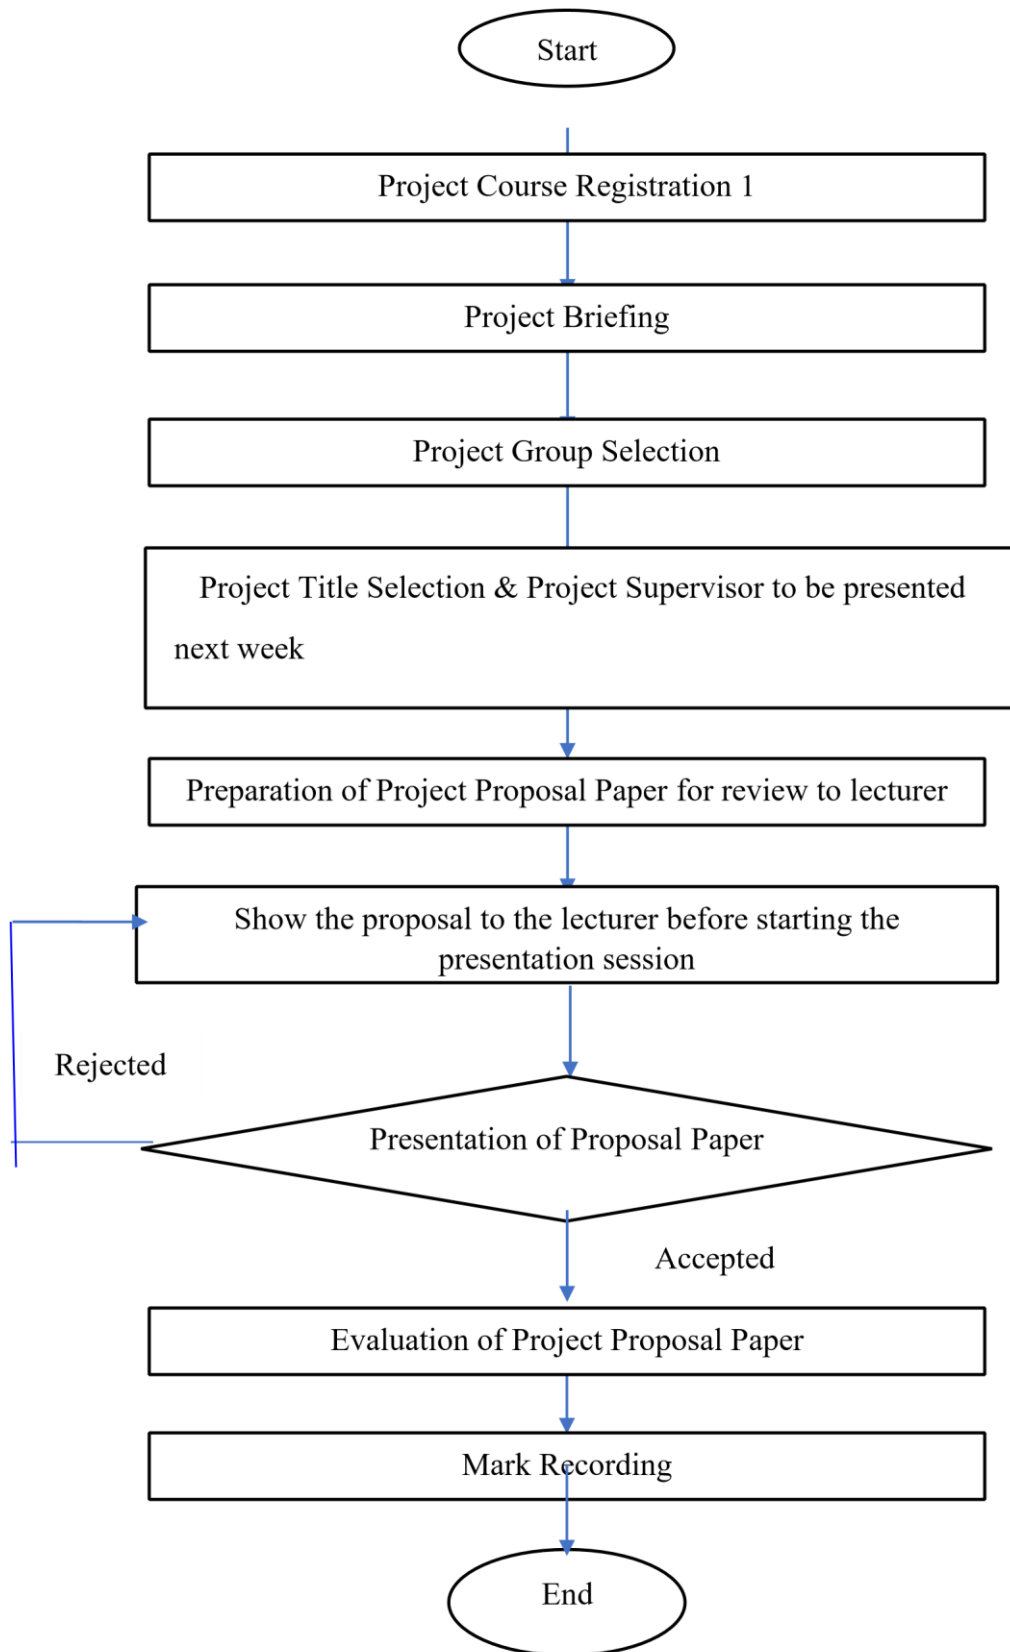 Start
Project Course Registration 1
Project Briefing
Project Group Selection
Project Title Selection & Project Supervisor to be presented
next week
Preparation of Project Proposal Paper for review to lecturer
Show the proposal to the lecturer before starting the
presentation session
Rejected
Presentation of Proposal Paper
Accepted
Evaluation of Project Proposal Paper
Mark Recording
End